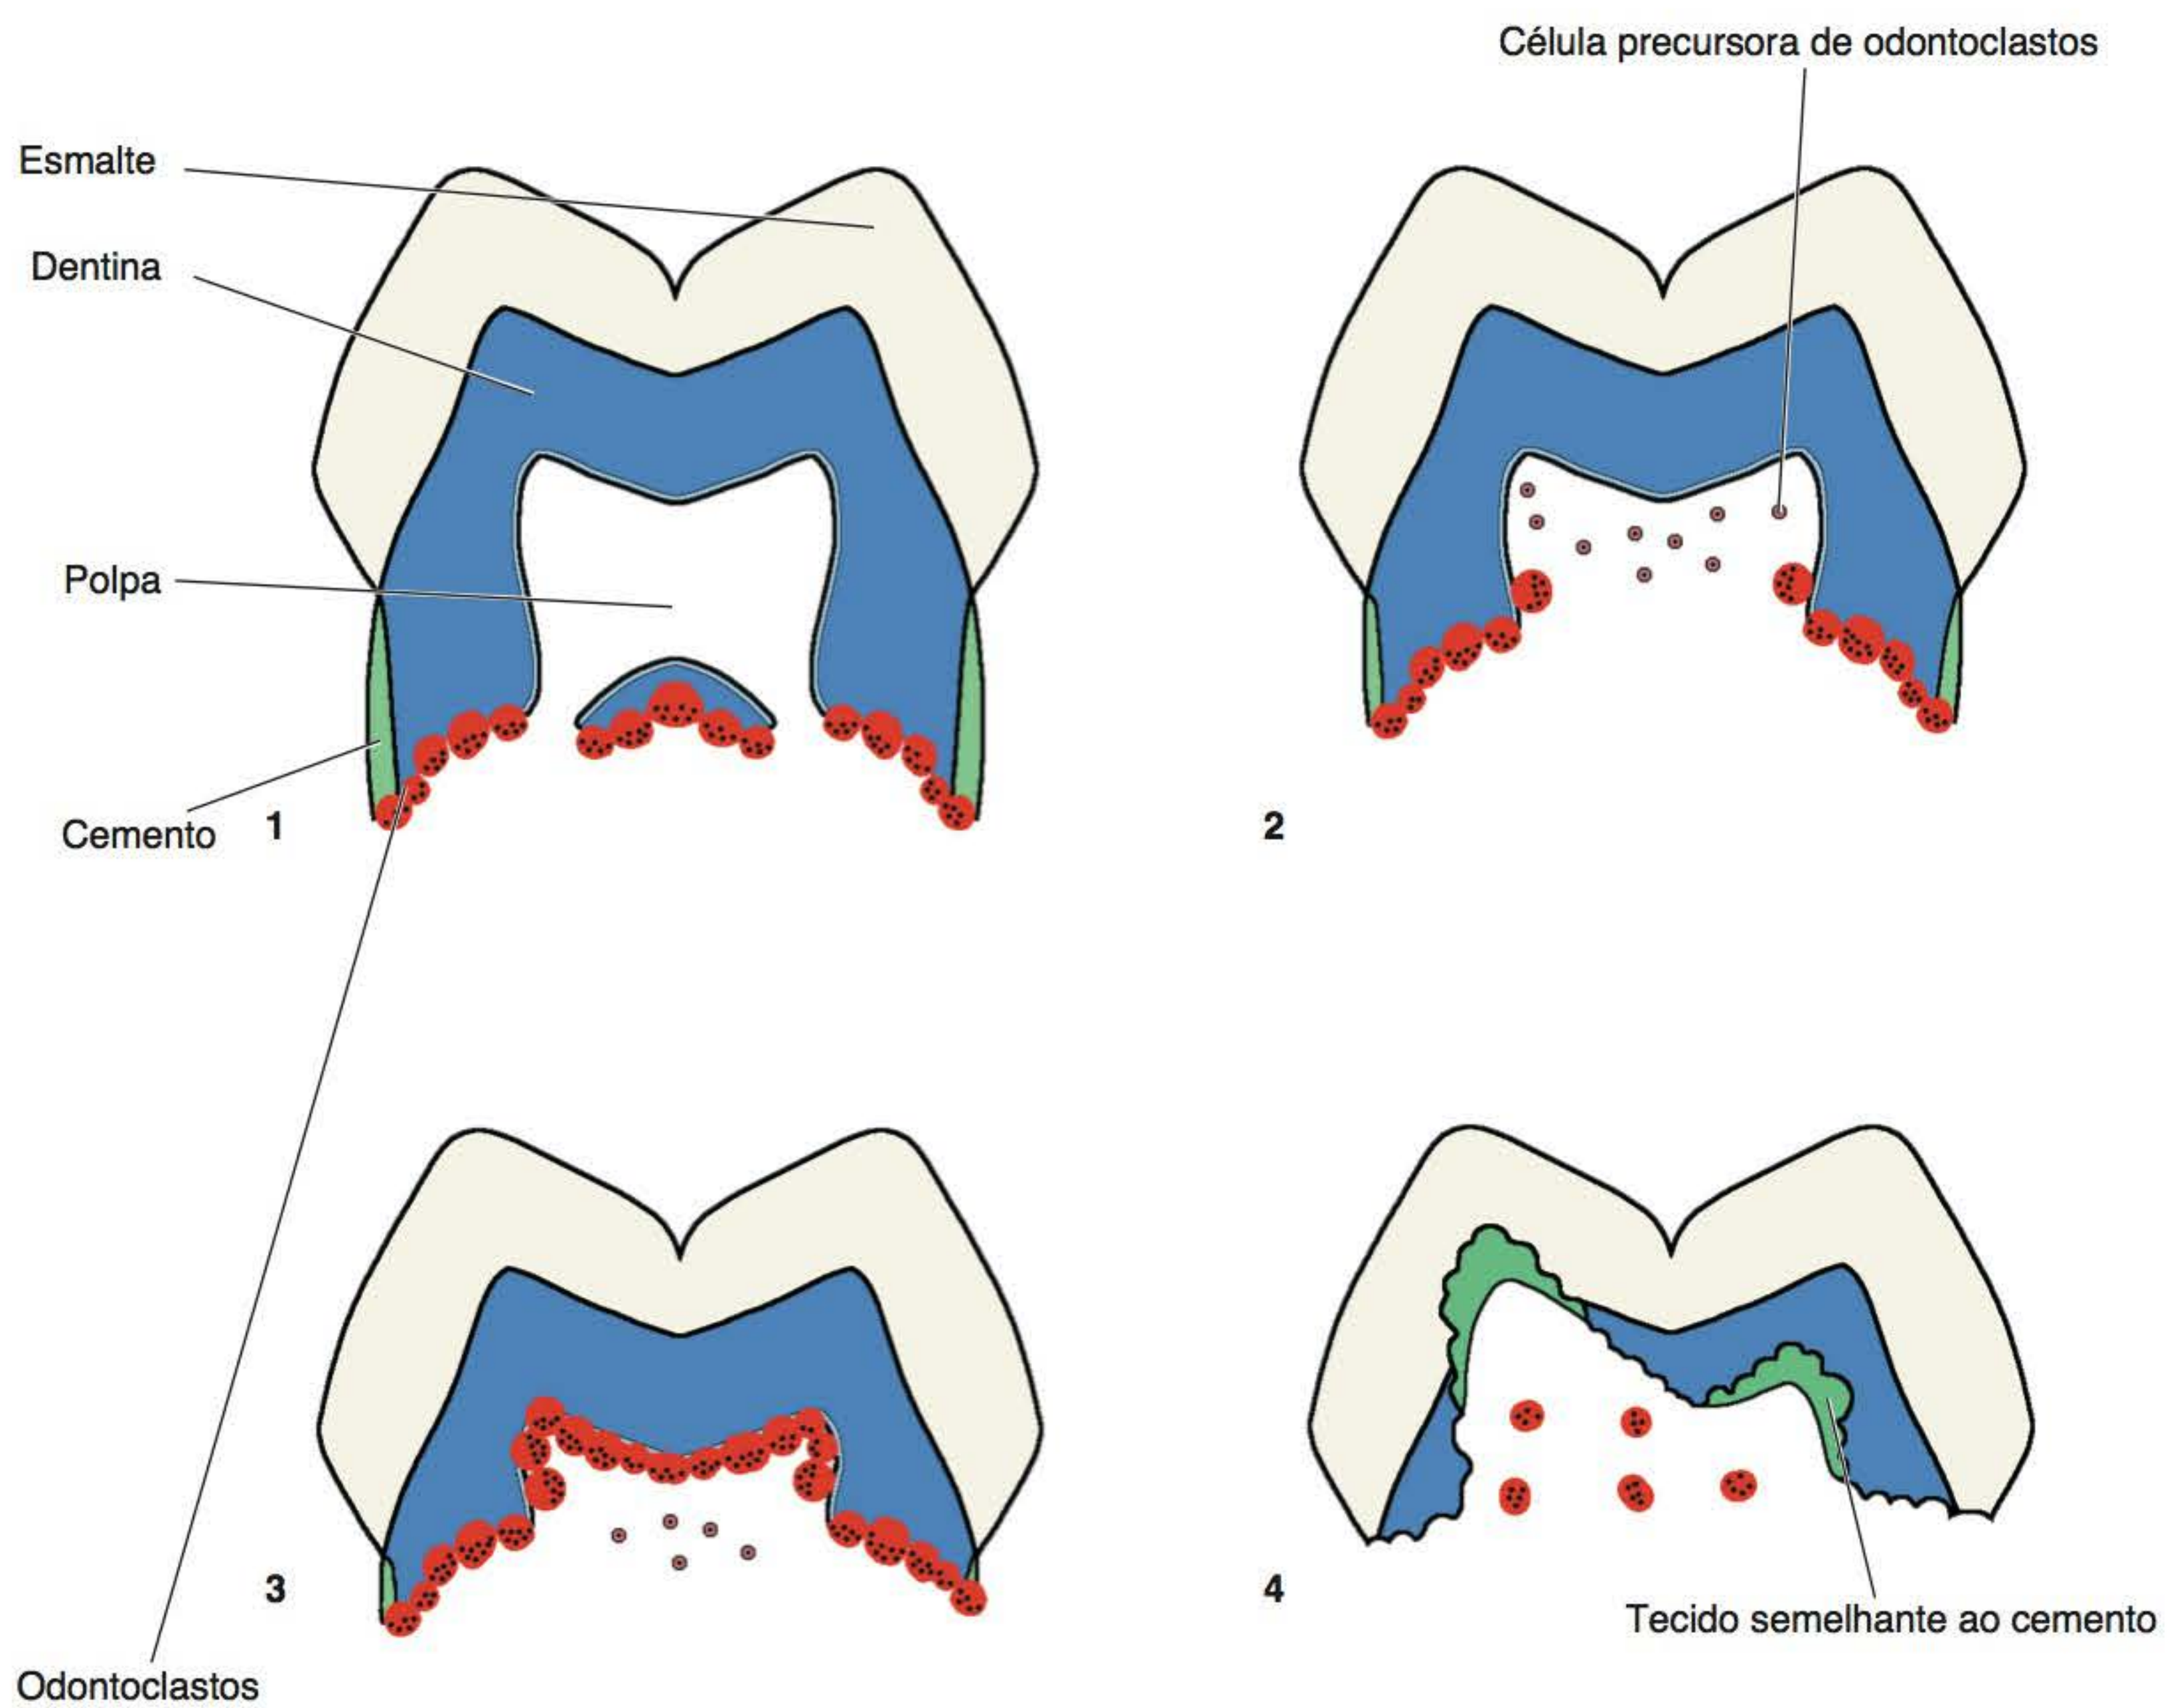 Célula precursora de odontoclastos
Esmalte
Dentina
Polpa
Cemento
1
2
3
4
Tecido semelhante ao cemento
Odontoclastos